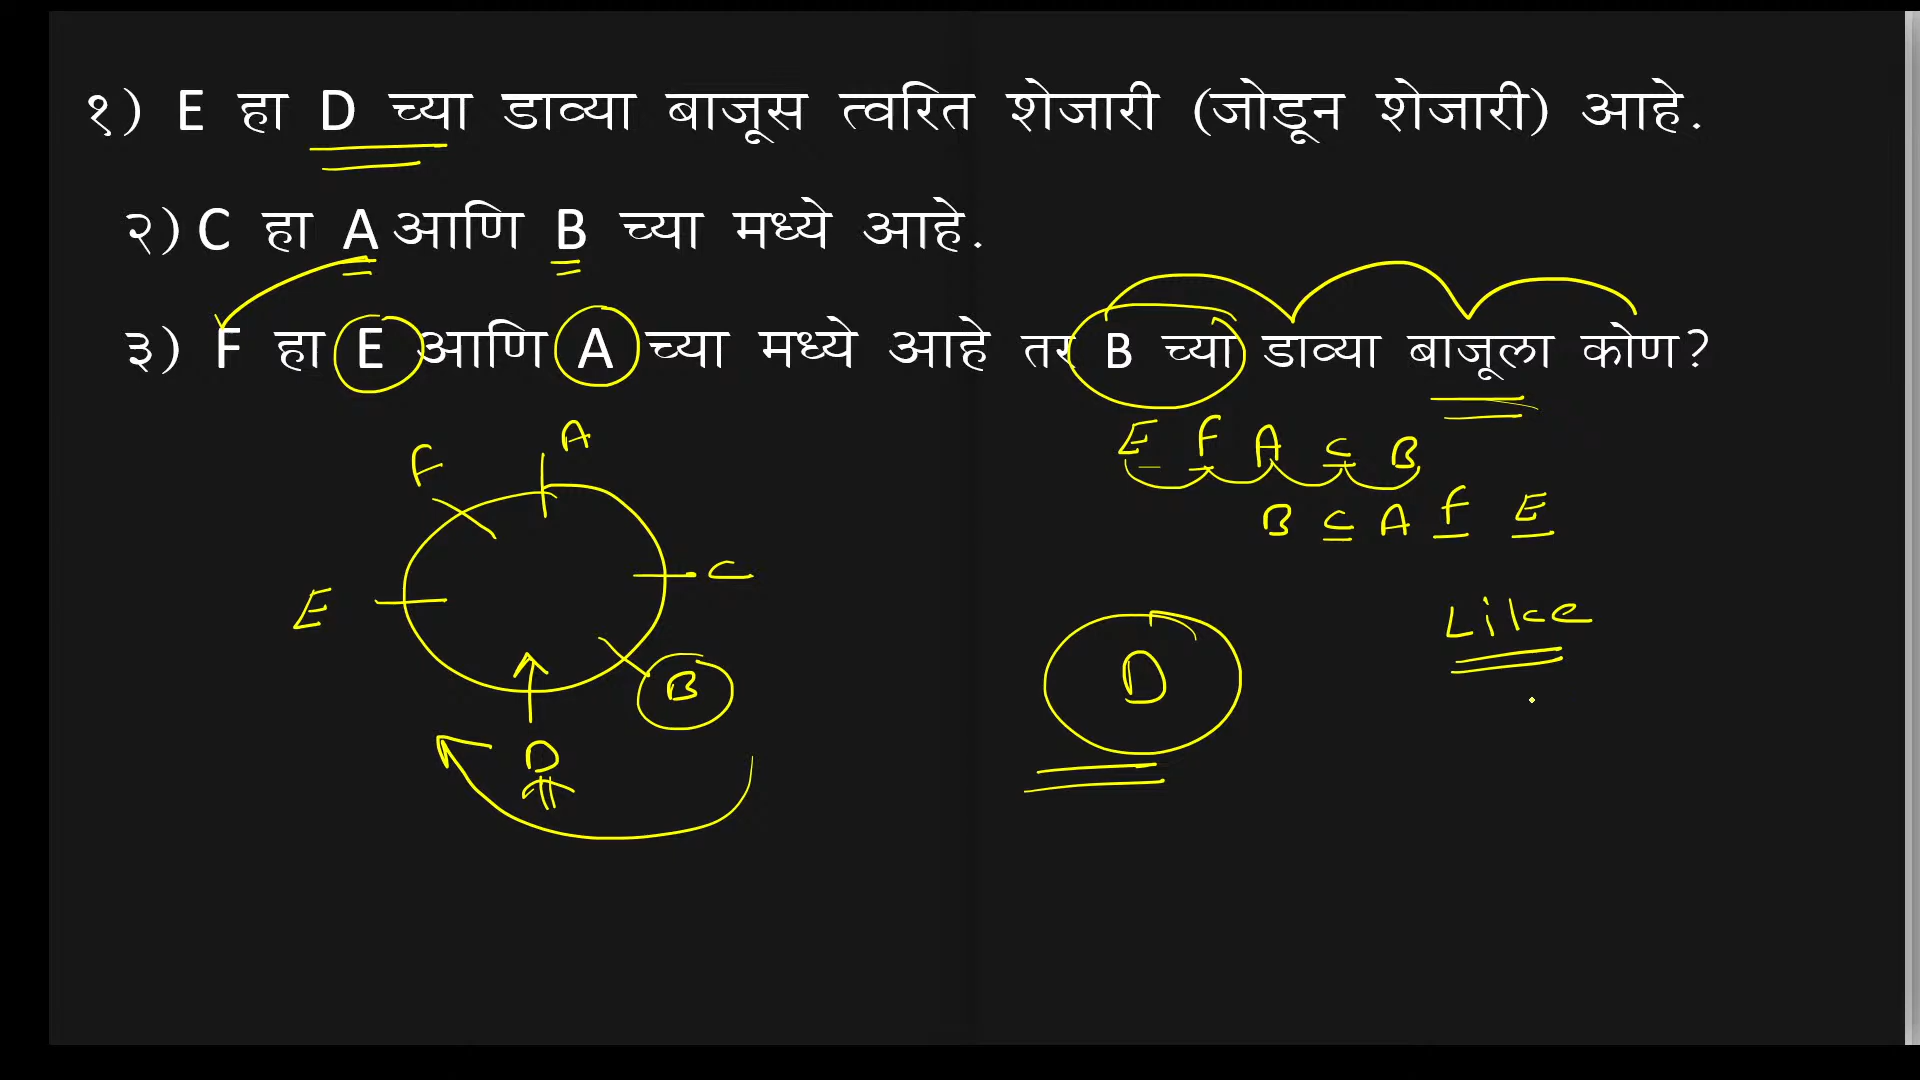 १) E हा D च्या डाव्या बाजूस त्वरित शेजारी (जोडून शेजारी) आहे.
२) C हा A आणि B च्या मध्ये आहे.
३) F हा E आणि A च्या मध्ये आहे तर B च्या डाव्या बाजूला कोण?
E F A C B
B C A F E
A
F
C
E
B
D
D
Like